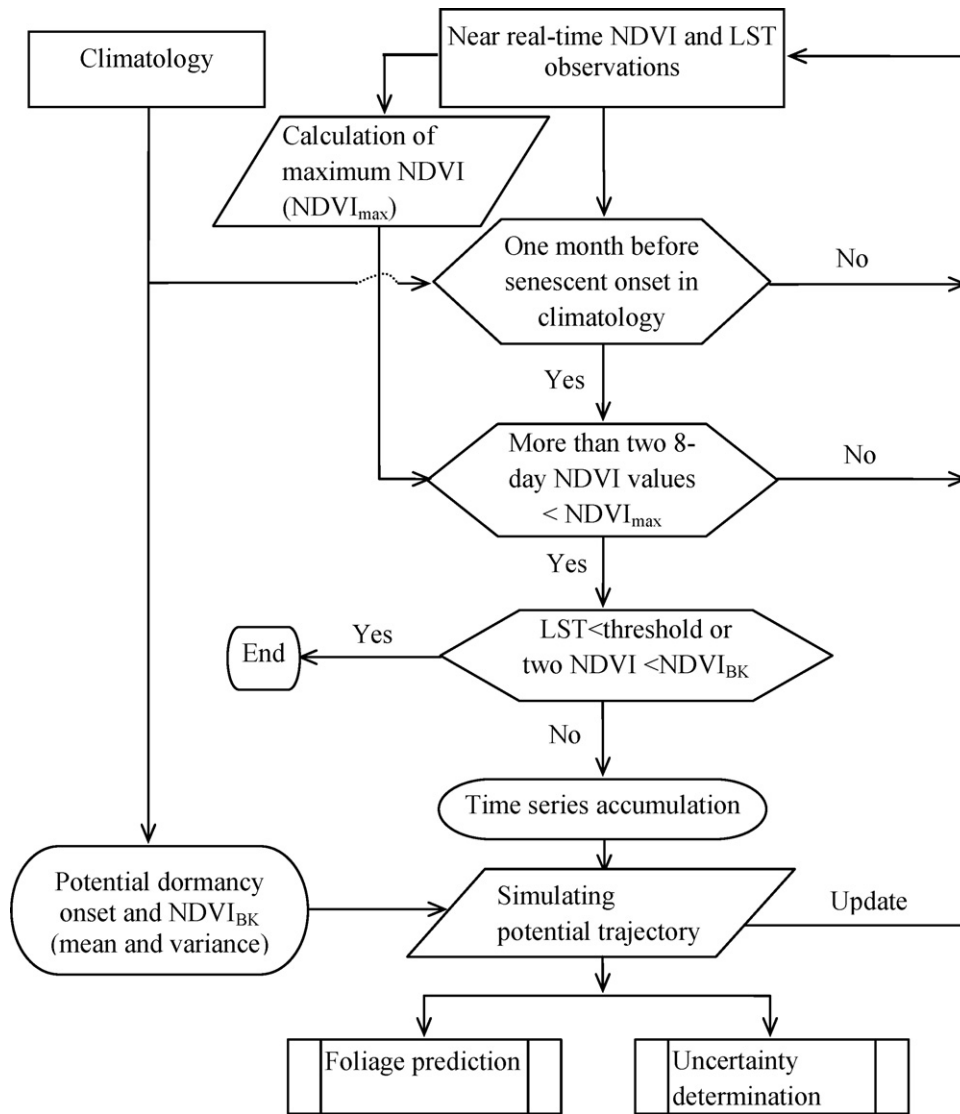 Climatology
Near real-time NDVI and LST
observations
Calculation of
maximum NDVI
(NDVImax)
One month before
senescent onset in
climatology
No
Yes
More than two 8-
day NDVI values
< NDVImax
No
Yes
LST<threshold or
two NDVI <NDVIBK
Yes
End
No
Time series accumulation
Potential dormancy
onset and NDVIBK
(mean and variance)
Simulating
potential trajectory
Update
Foliage prediction
Uncertainty
determination